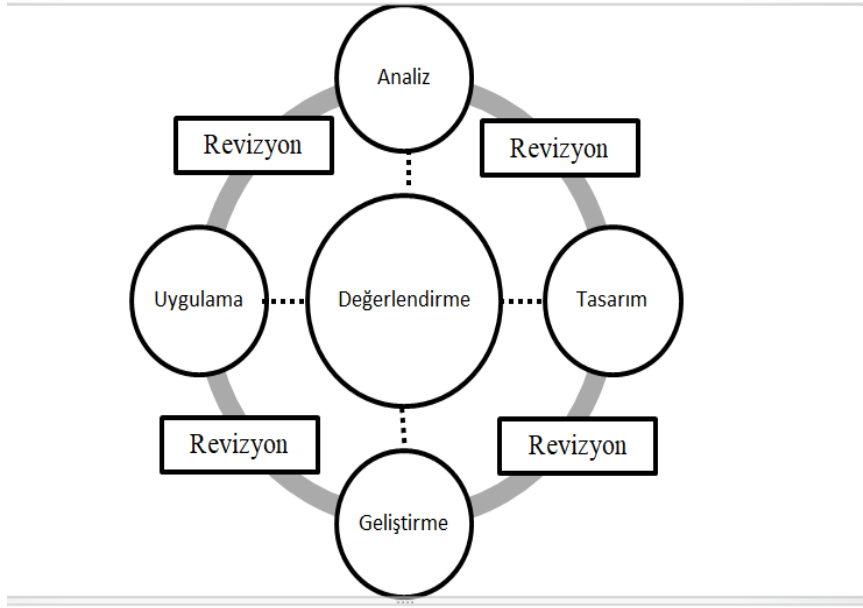 Analiz
Revizyon
Revizyon
Uygulama
Değerlendirme
Tasarım
Revizyon
Revizyon
Geliştirme